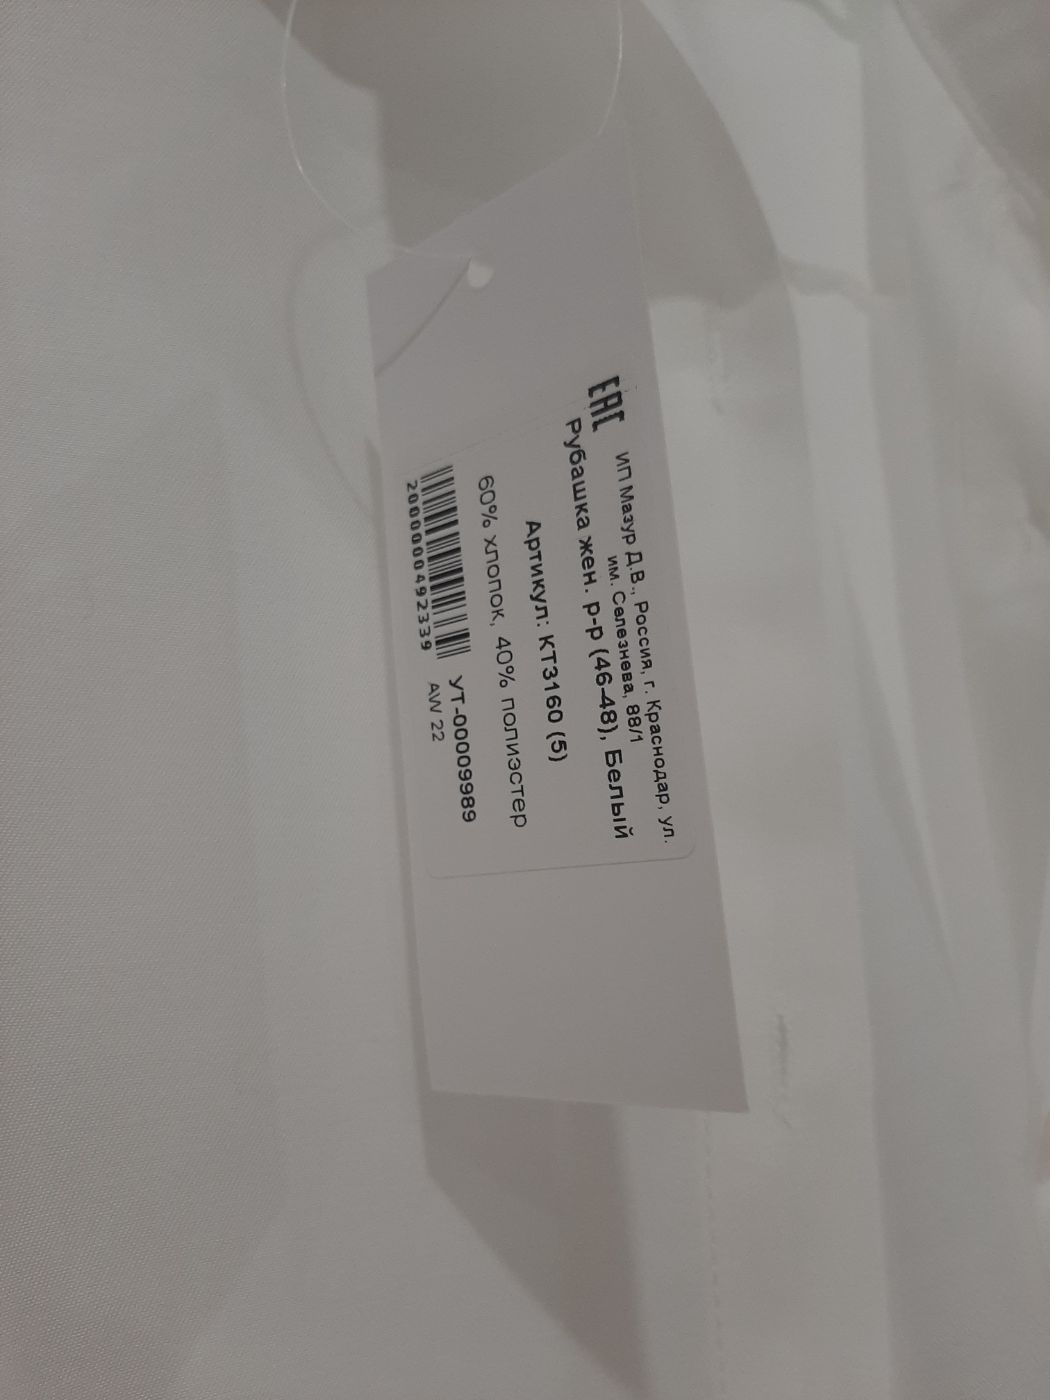 ЕАС
ИП Мазур Д.В., Россия, г. Краснодар, ул.
им. Селезнева, 88/1
Рубашка жен. р-р (46-48), Белый
Артикул: КТ3160 (5)
60% хлопок, 40% полиэстер
2000000492339
УТ-00009989
AW 22